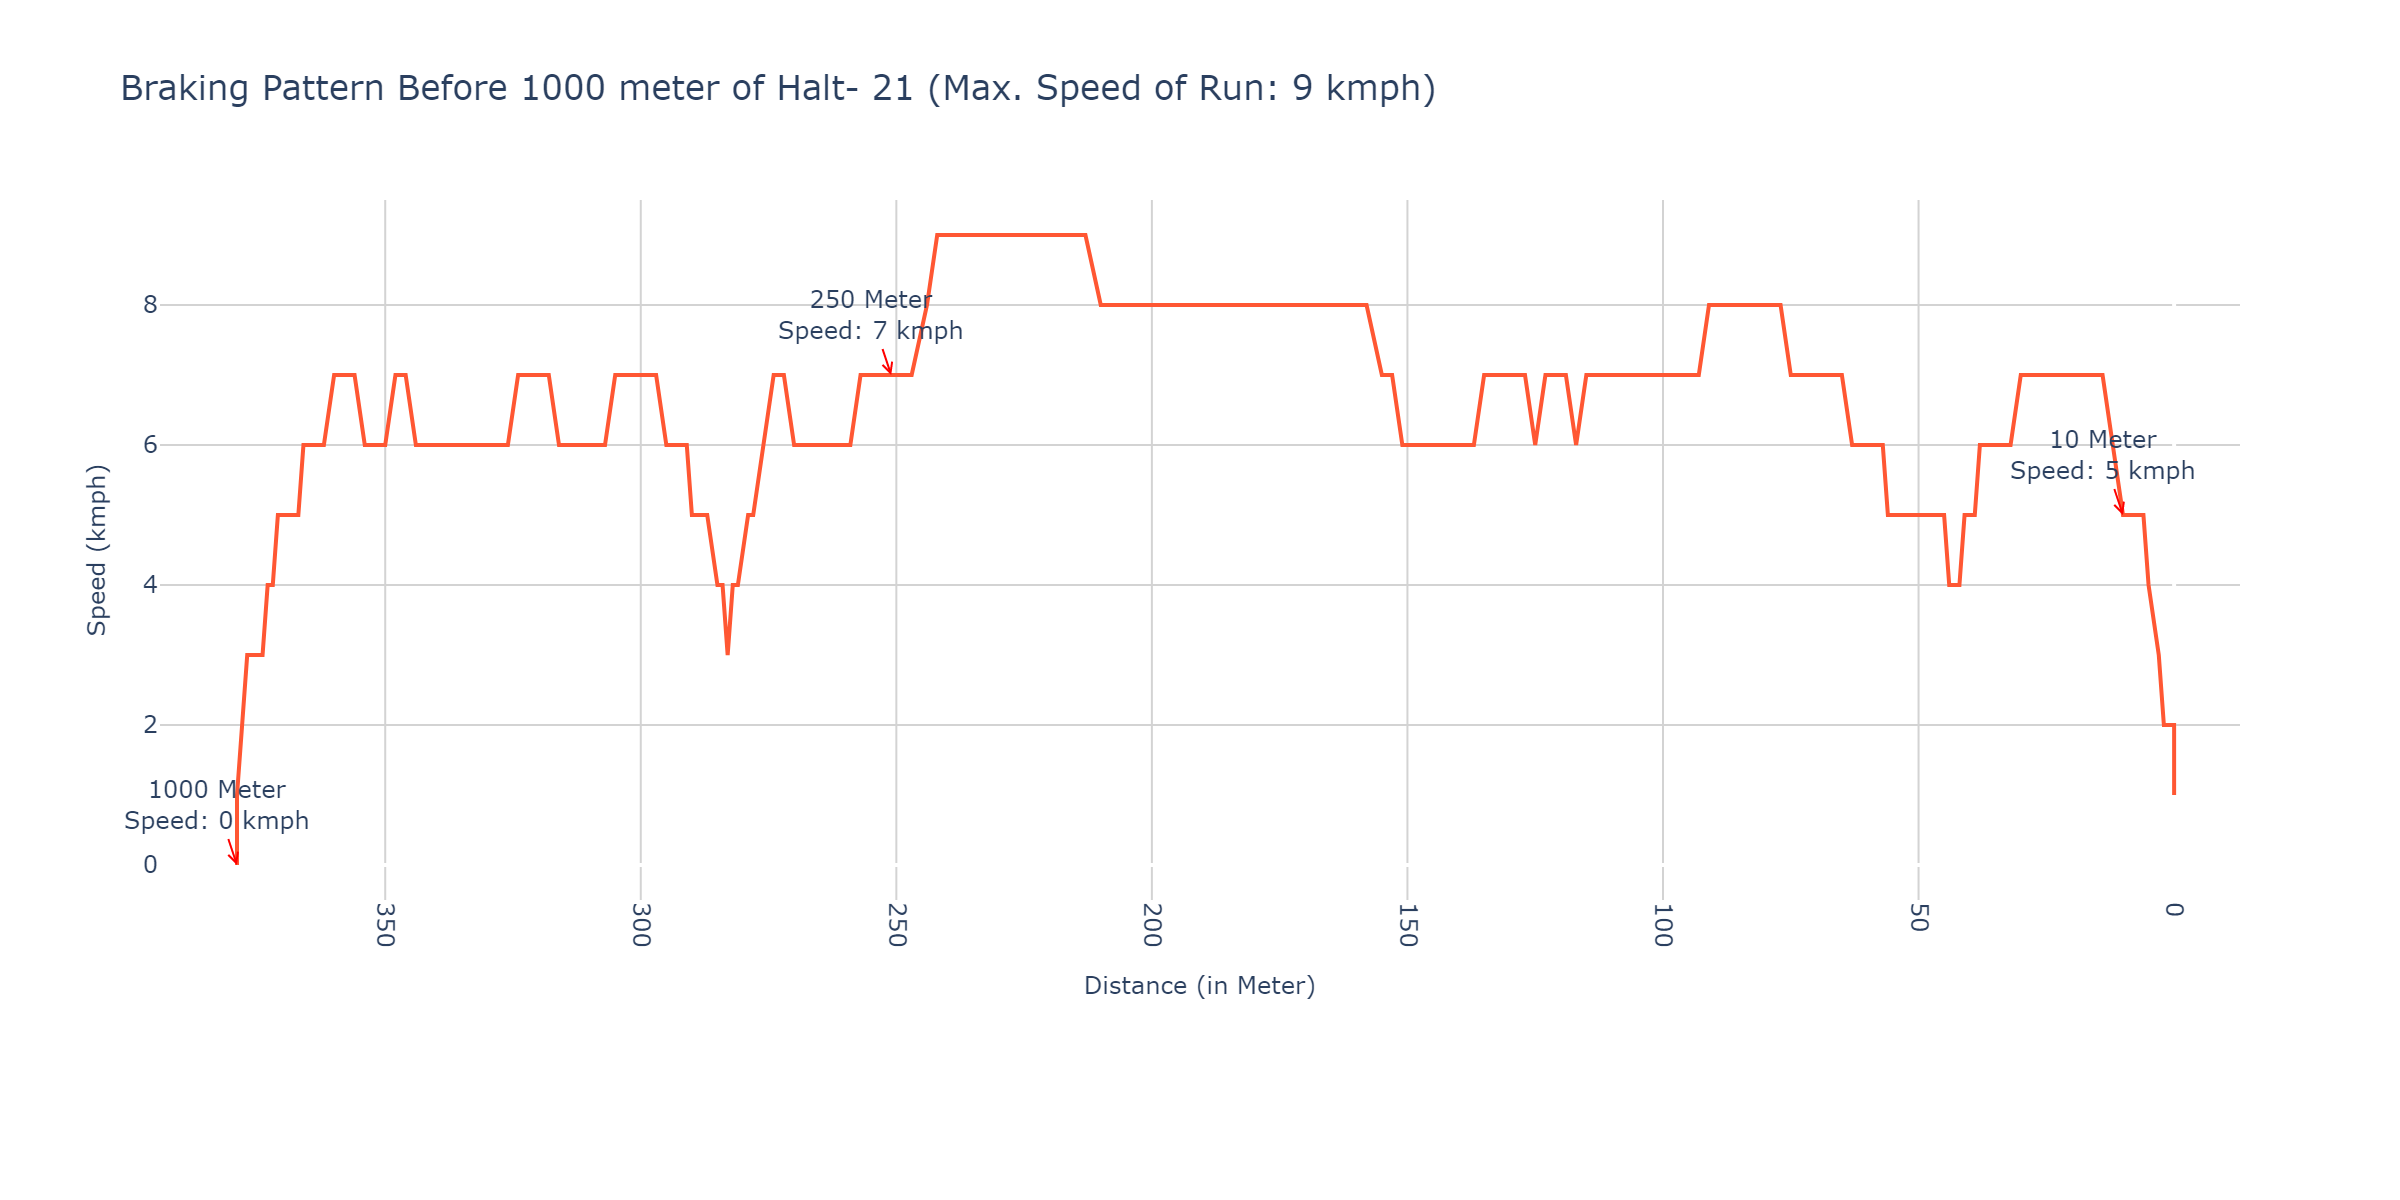 Braking Pattern Before 1000 meter of Halt- 21 (Max. Speed of Run: 9 kmph)
8
6
4
2
0
Speed (kmph)
250 Meter
Speed: 7 kmph
10 Meter
Speed: 5 kmph
1000 Meter
Speed: 0 kmph
350
300
250
200
150
100
50
0
Distance (in Meter)